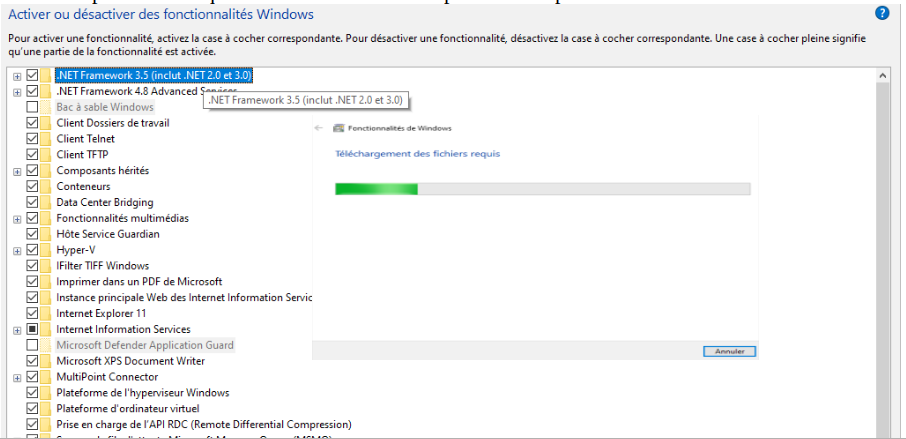 Activer ou désactiver des fonctionnalités Windows
Pour activer une fonctionnalité, activez la case à cocher correspondante. Pour désactiver une fonctionnalité, désactivez la case à cocher correspondante. Une case à cocher pleine signifie
qu'une partie de la fonctionnalité est activée.
.NET Framework 3.5 (inclut .NET 2.0 et 3.0)
.NET Framework 4.8 Advanced Services
.NET Framework 3.5 (inclut .NET 2.0 et 3.0)
Bac à sable Windows
Client Dossiers de travail
Client Telnet
Client TFTP
Composants hérités
Conteneurs
Data Center Bridging
Fonctionnalités multimédias
Hôte Service Guardian
Hyper-V
IFilter TIFF Windows
Imprimer dans un PDF de Microsoft
Instance principale Web des Internet Information Servic
Internet Explorer 11
Internet Information Services
Microsoft Defender Application Guard
Microsoft XPS Document Writer
MultiPoint Connector
Plateforme de l'hyperviseur Windows
Plateforme d'ordinateur virtuel
Prise en charge de l'API RDC (Remote Differential Compression)
Fonctionnalités de Windows
Téléchargement des fichiers requis
Annuler